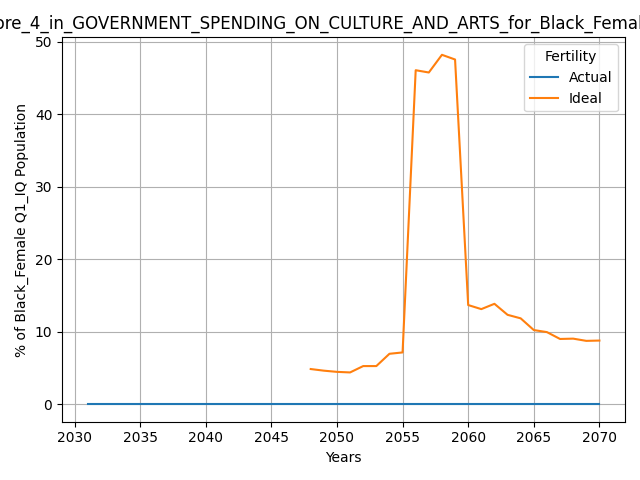 ore_4_in_GOVERNMENT_SPENDING_ON_CULTURE_AND_ARTS_for_Black_Femal
50
40
30
20
10
0
% of Black_Female Q1_IQ Population
Fertility
Actual
Ideal
2030 2035 2040 2045 2050 2055 2060 2065 2070
Years